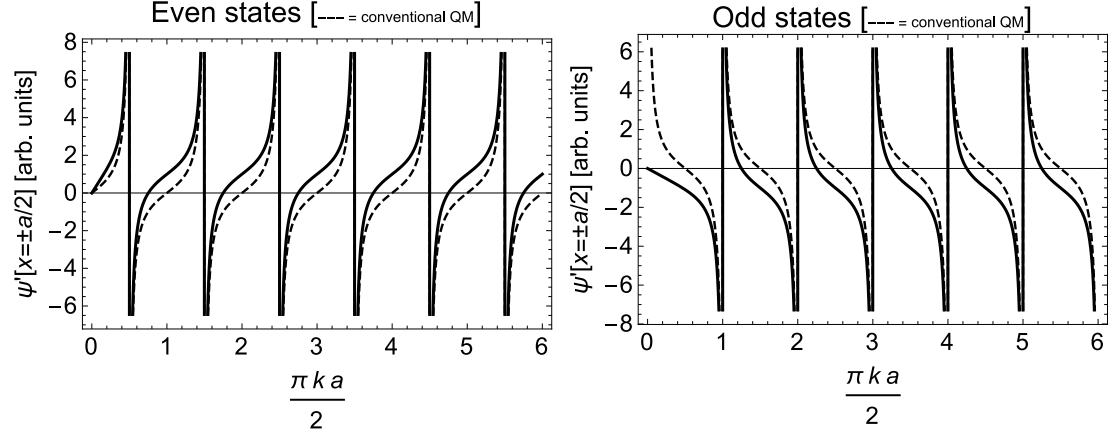 Even states [--- = conventional QM]
ψ'[x=±a/2] [arb. units]
8
6
4
2
0
−2
−4
−6
0 1 2 3 4 5 6
π k a
2
Odd states [--- = conventional QM]
ψ'[x=±a/2] [arb. units]
6
4
2
0
−2
−4
−6
−8
0 1 2 3 4 5 6
π k a
2